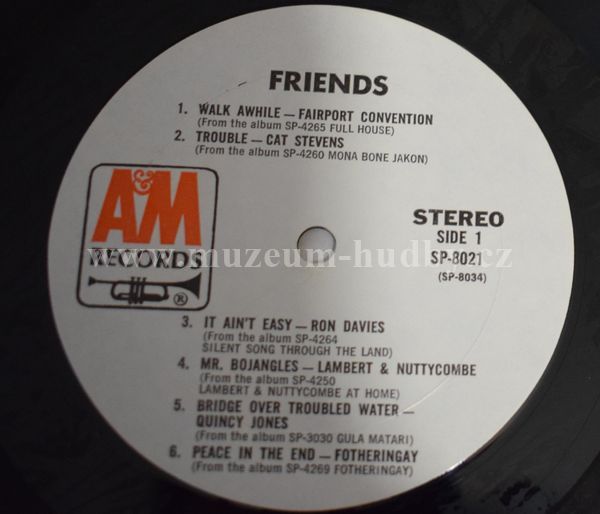 FRIENDS
1. WALK AWHILE — FAIRPORT CONVENTION
(From the album SP-4265 FULL HOUSE)
2. TROUBLE — CAT STEVENS
(From the album SP-4260 MONA BONE JAKON)
A&M
RECORDS
®
STEREO
SIDE 1
SP-8021
(SP-8034)
www.muzeum-hudby.cz
3. IT AIN'T EASY — RON DAVIES
(From the album SP-4264
SILENT SONG THROUGH THE LAND)
4. MR. BOJANGLES — LAMBERT & NUTTYCOMBE
(From the album SP-4250
LAMBERT & NUTTYCOMBE AT HOME)
5. BRIDGE OVER TROUBLED WATER —
QUINCY JONES
(From the album SP-3030 GULA MATARI)
6. PEACE IN THE END — FOTHERINGAY
(From the album SP-4269 FOTHERINGAY)